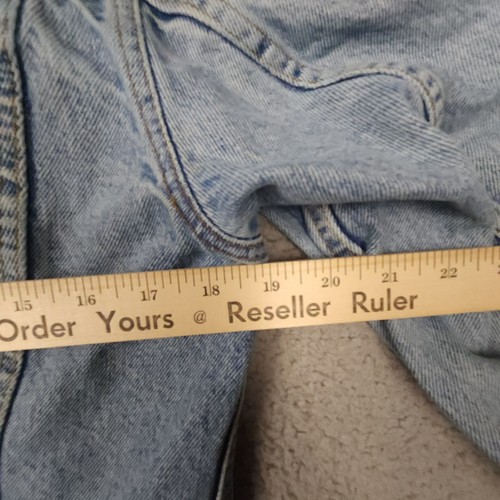 15 16 17 18 19 20 21 22
Order Yours @ Reseller Ruler